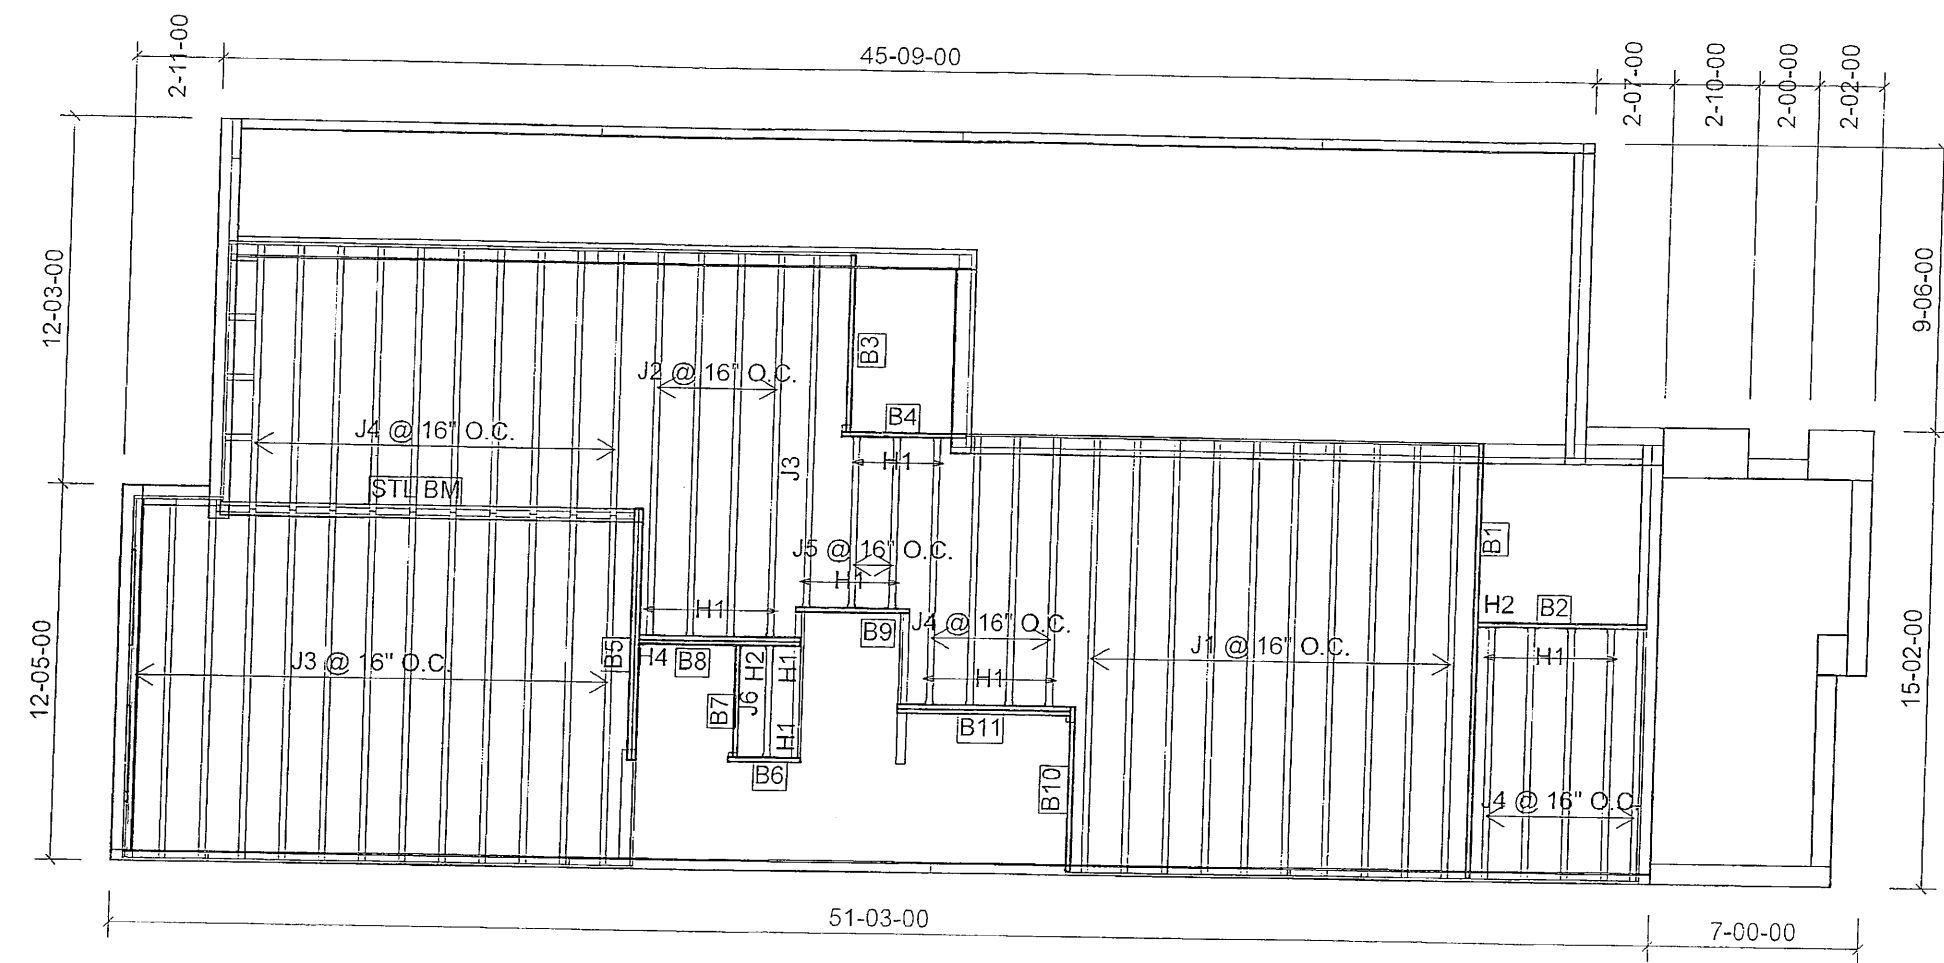 2-11-00
45-09-00
2-07-00
2-10-00
2-00-00
2-02-00
12-03-00
9-06-00
B3
J2 @ 16" O.C.
B4
J4 @ 16" O.C.
H1
J3
STL BM
B1
J5 @ 16" O.C.
H1
H1
H2
B2
B9
J4 @ 16" O.C.
J3 @ 16" O.C.
B5
H4
B8
H2
H1
J1 @ 16" O.C.
H1
12-05-00
15-02-00
B7
J6
H1
H1
B11
B6
B10
J4 @ 16" O.C.
51-03-00
7-00-00